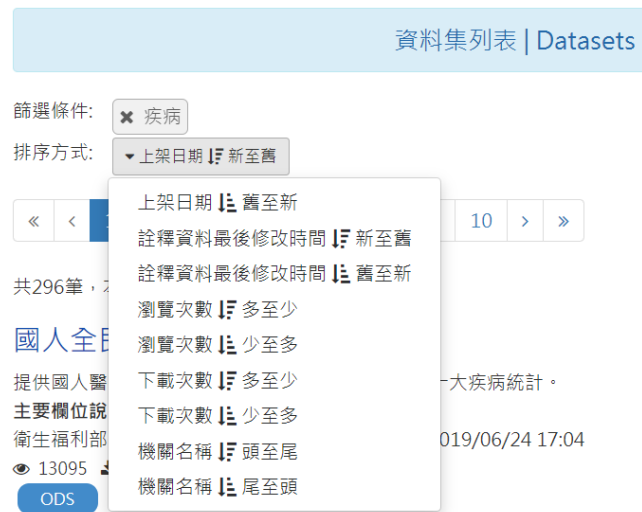 資料集列表 | Datasets
篩選條件: ✖ 疾病
排序方式: 上架日期 新至舊
上架日期 舊至新
« < 10 > »
詮釋資料最後修改時間 新至舊
詮釋資料最後修改時間 舊至新
共296筆，
瀏覽次數 多至少
國人全
瀏覽次數 少至多
提供國人醫 下載次數 多至少 大疾病統計。
主要欄位說 下載次數 少至多
衛生福利部 019/06/24 17:04
機關名稱 頭至尾
13095
機關名稱 尾至頭
ODS